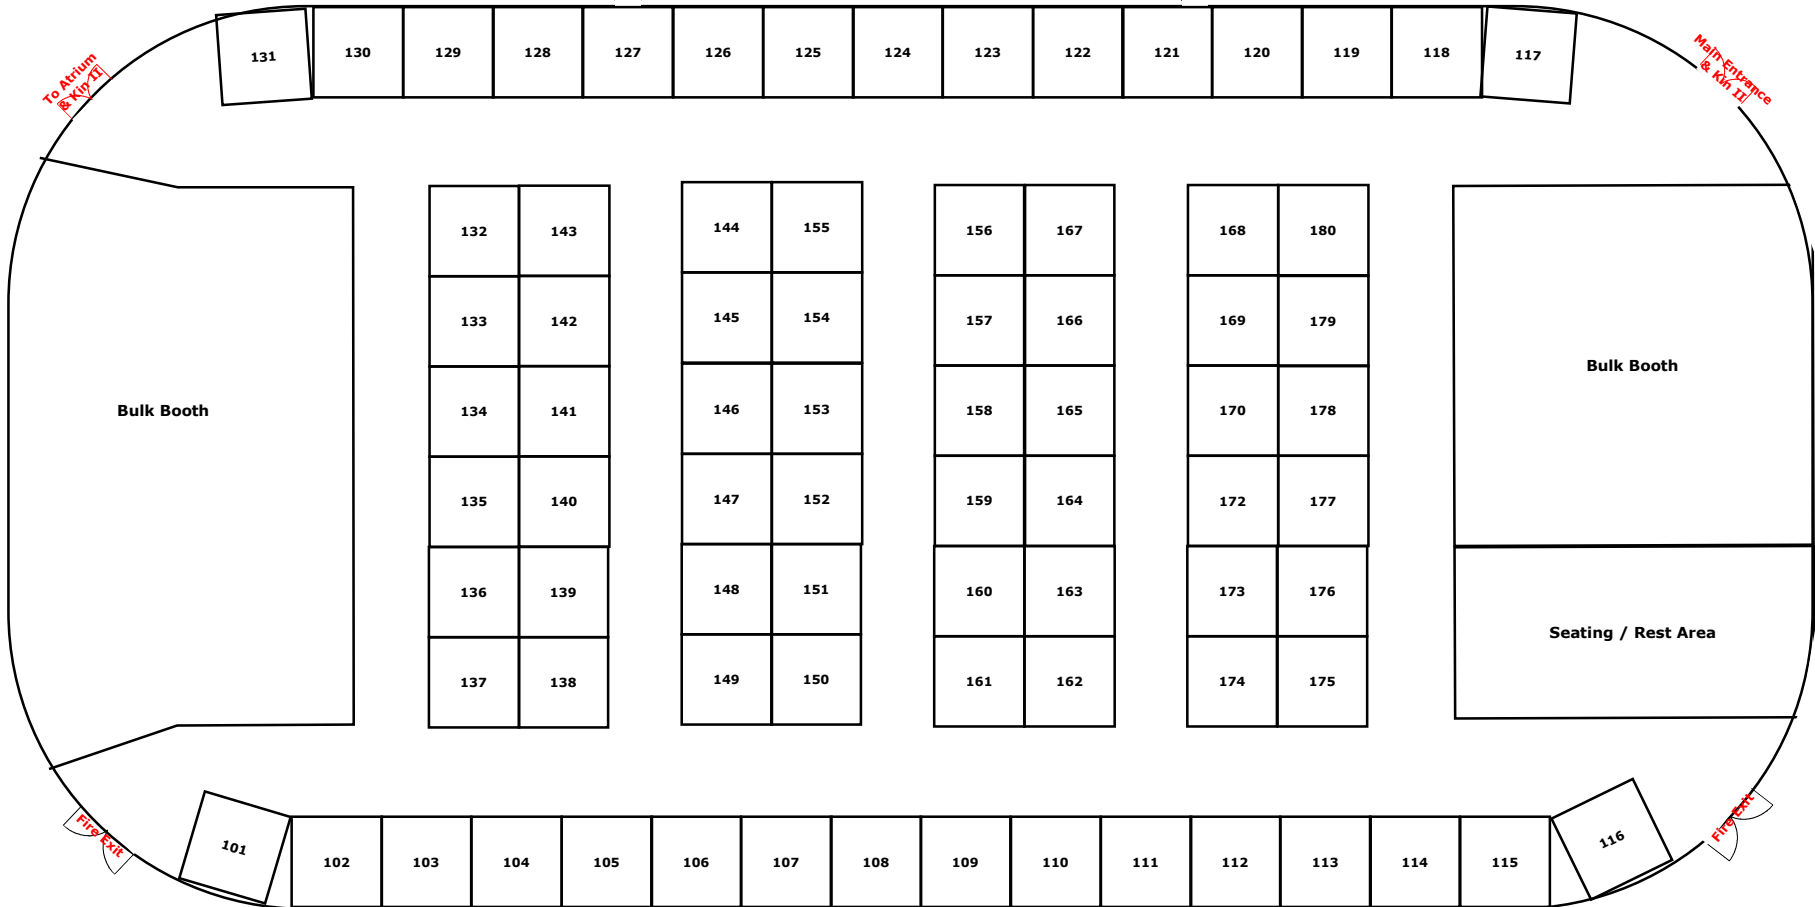 131 130 129 128 127 126 125 124 123 122 121 120 119 118 117
To Atrium
& Kin II
Main Entrance
& Kin II
132 143 144 155 156 167 168 180
133 142 145 154 157 166 169 179
134 141 146 153 158 165 170 178
135 140 147 152 159 164 172 177
136 139 148 151 160 163 173 176
137 138 149 150 161 162 174 175
Bulk Booth
Bulk Booth
Seating / Rest Area
Fire Exit
Fire Exit
101 102 103 104 105 106 107 108 109 110 111 112 113 114 115 116